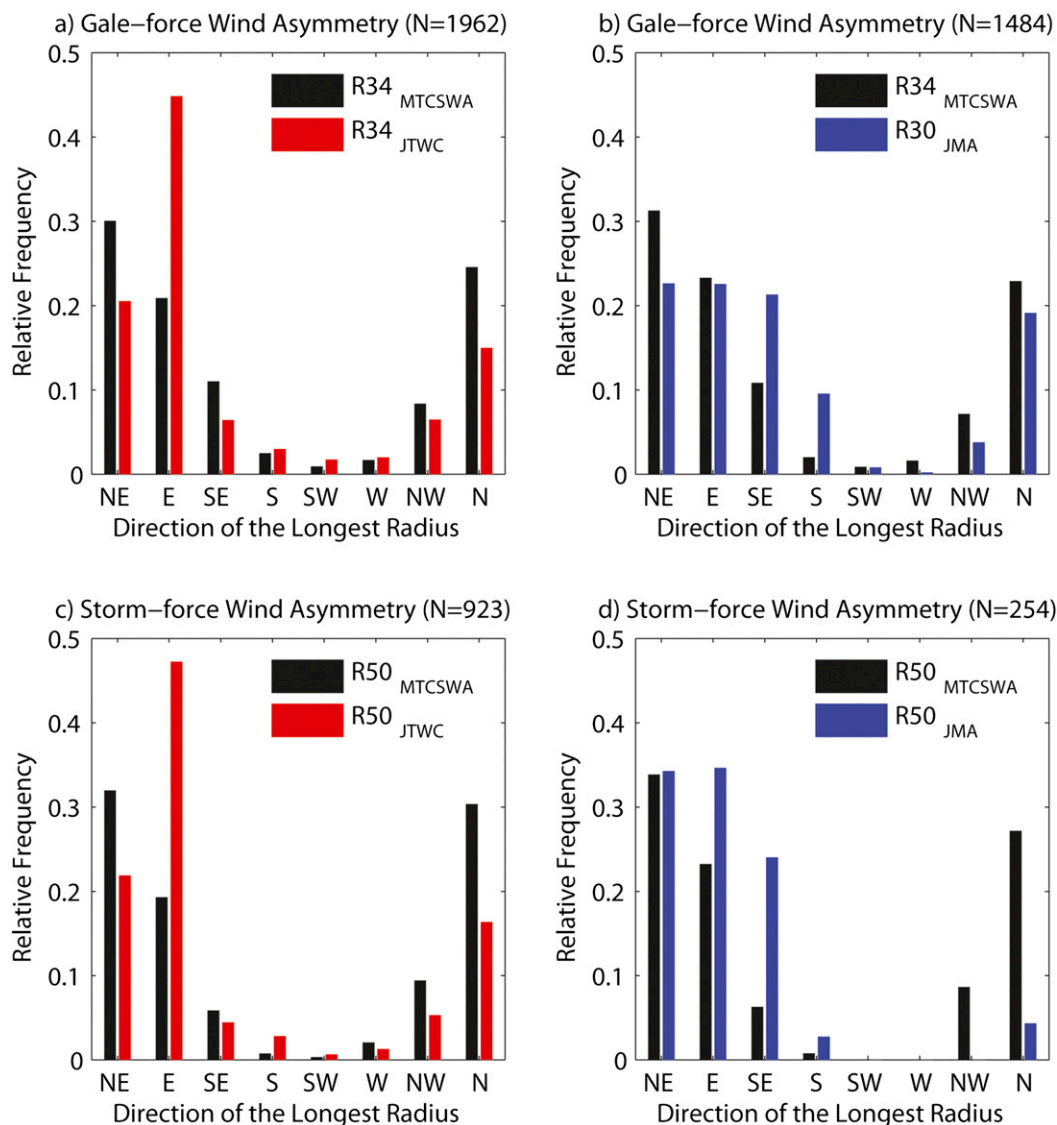 a) Gale−force Wind Asymmetry (N=1962)
0.5
0.4
0.3
0.2
0.1
0
Relative Frequency
R34 MTCSWA
R34 JTWC
NE E SE S SW W NW N
Direction of the Longest Radius
b) Gale−force Wind Asymmetry (N=1484)
0.5
0.4
0.3
0.2
0.1
0
Relative Frequency
R34 MTCSWA
R30 JMA
NE E SE S SW W NW N
Direction of the Longest Radius
c) Storm−force Wind Asymmetry (N=923)
0.5
0.4
0.3
0.2
0.1
0
Relative Frequency
R50 MTCSWA
R50 JTWC
NE E SE S SW W NW N
Direction of the Longest Radius
d) Storm−force Wind Asymmetry (N=254)
0.5
0.4
0.3
0.2
0.1
0
Relative Frequency
R50 MTCSWA
R50 JMA
NE E SE S SW W NW N
Direction of the Longest Radius